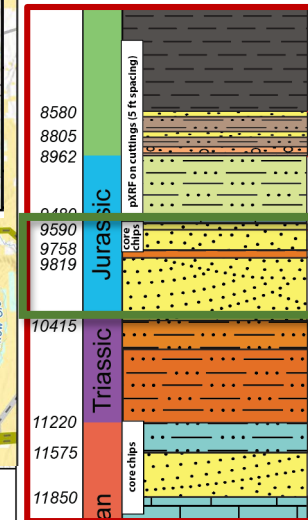 pXRF on cuttings (5 ft spacing)
8580
8805
8962
Jurassic
9480
9590
core
chips
9758
9819
10415
Triassic
11220
core chips
11575
11850
an